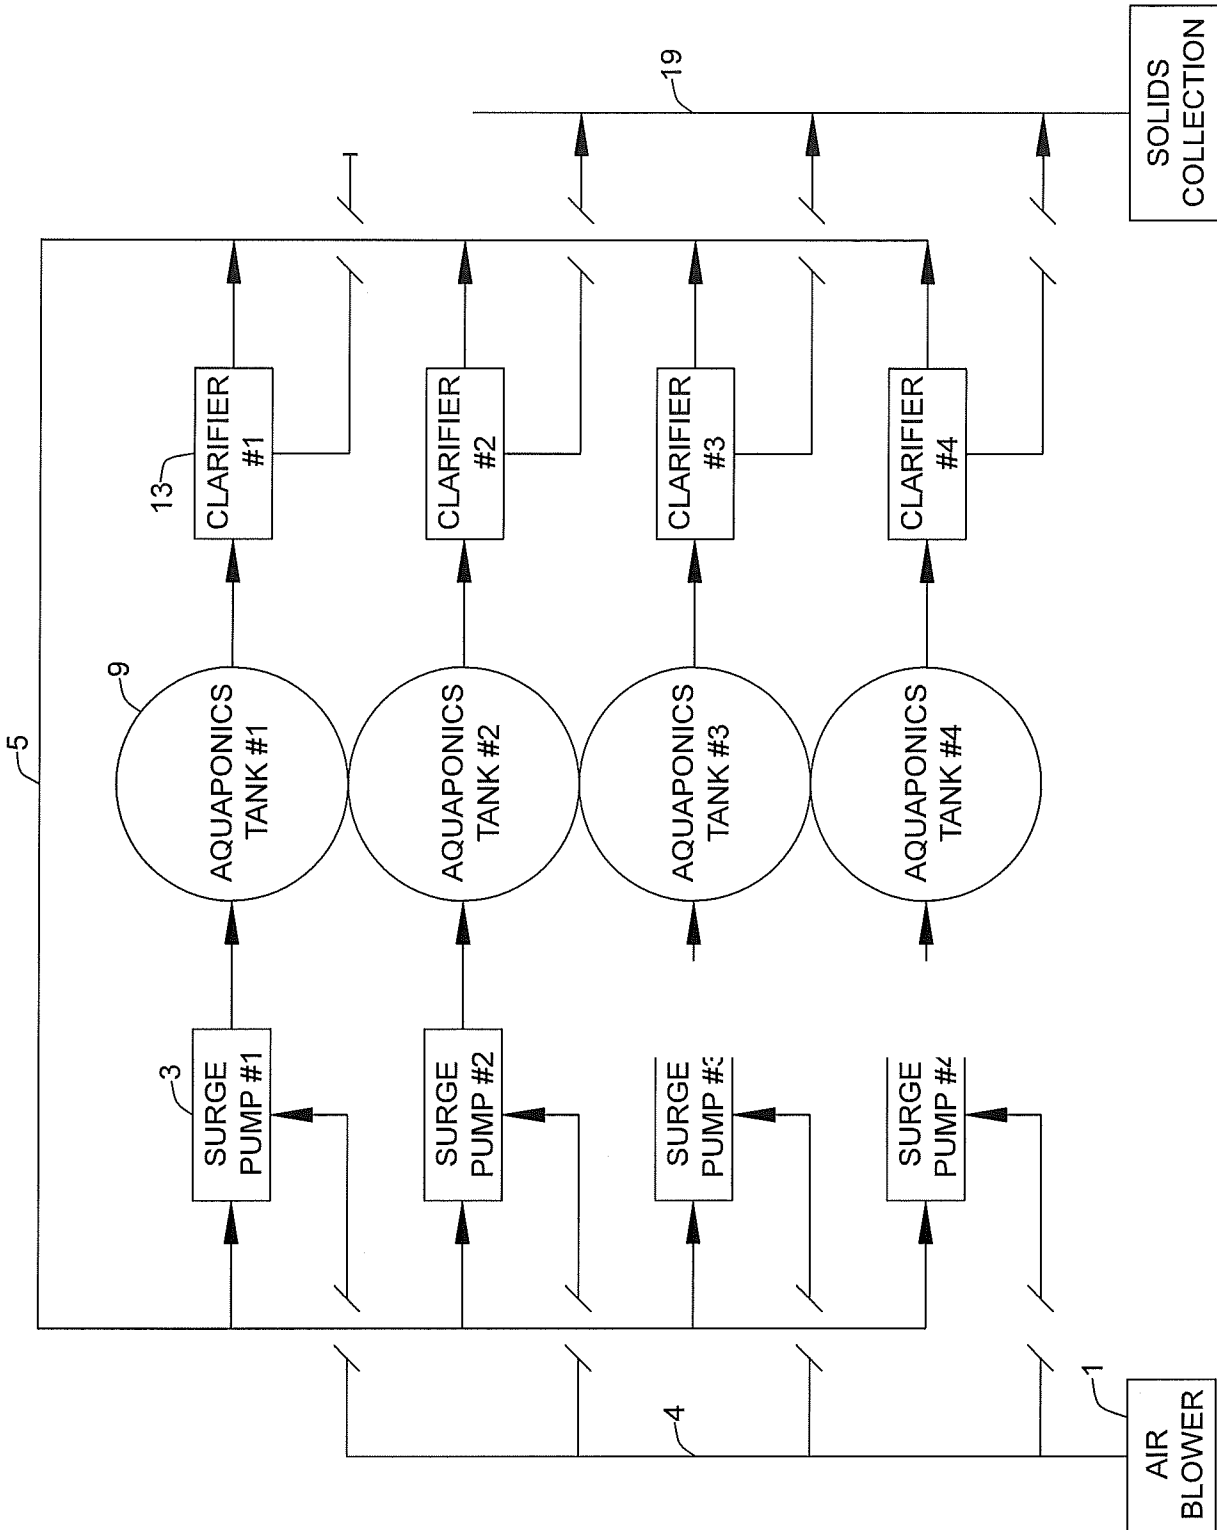 5
9
3
13
SURGE
PUMP #1
AQUAPONICS
TANK #1
CLARIFIER
#1
SURGE
PUMP #2
AQUAPONICS
TANK #2
CLARIFIER
#2
SURGE
PUMP #3
AQUAPONICS
TANK #3
CLARIFIER
#3
SURGE
PUMP #4
AQUAPONICS
TANK #4
CLARIFIER
#4
4
19
1
AIR
BLOWER
SOLIDS
COLLECTION